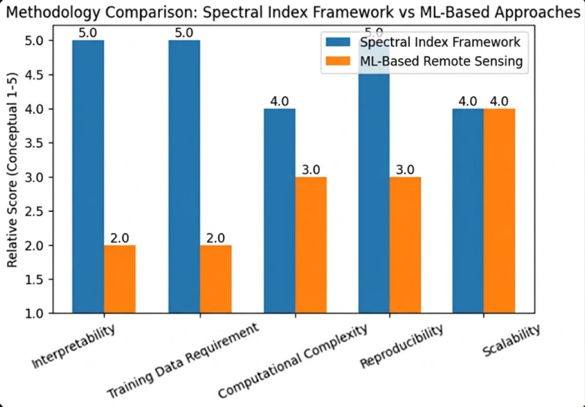 Methodology Comparison: Spectral Index Framework vs ML-Based Approaches
Relative Score (Conceptual 1–5)
5.0
4.5
4.0
3.5
3.0
2.5
2.0
1.5
1.0
5.0
2.0
5.0
2.0
4.0
3.0
5.0
3.0
4.0
4.0
Spectral Index Framework
ML-Based Remote Sensing
Interpretability
Training Data Requirement
Computational Complexity
Reproducibility
Scalability